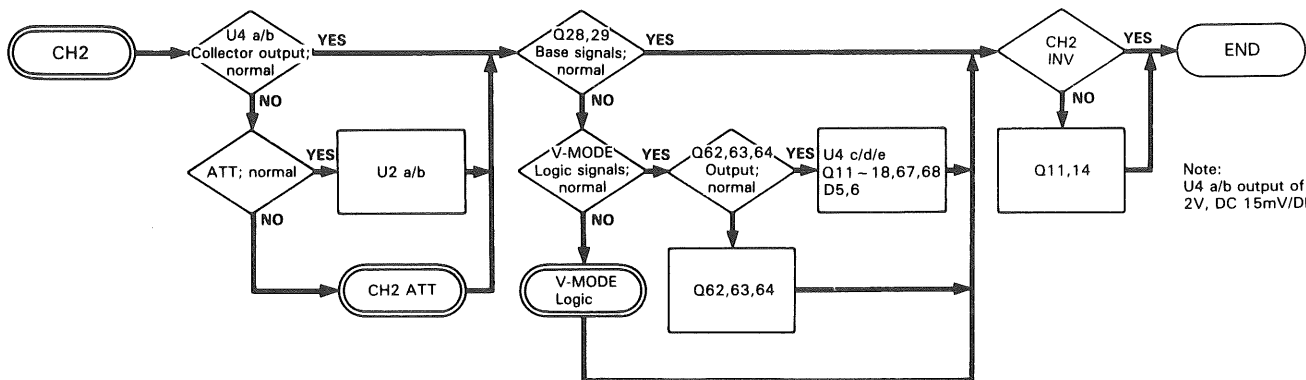 CH2
U4 a/b
Collector output;
normal
YES
NO
ATT; normal
YES
NO
U2 a/b
CH2 ATT
Q28,29
Base signals;
normal
YES
NO
V-MODE
Logic signals;
normal
YES
NO
V-MODE
Logic
Q62,63,64
Output;
normal
YES
U4 c/d/e
Q11~18,67,68
D5,6
Q62,63,64
CH2
INV
YES
NO
Q11,14
END
Note:
U4 a/b output of
2V, DC 15mV/